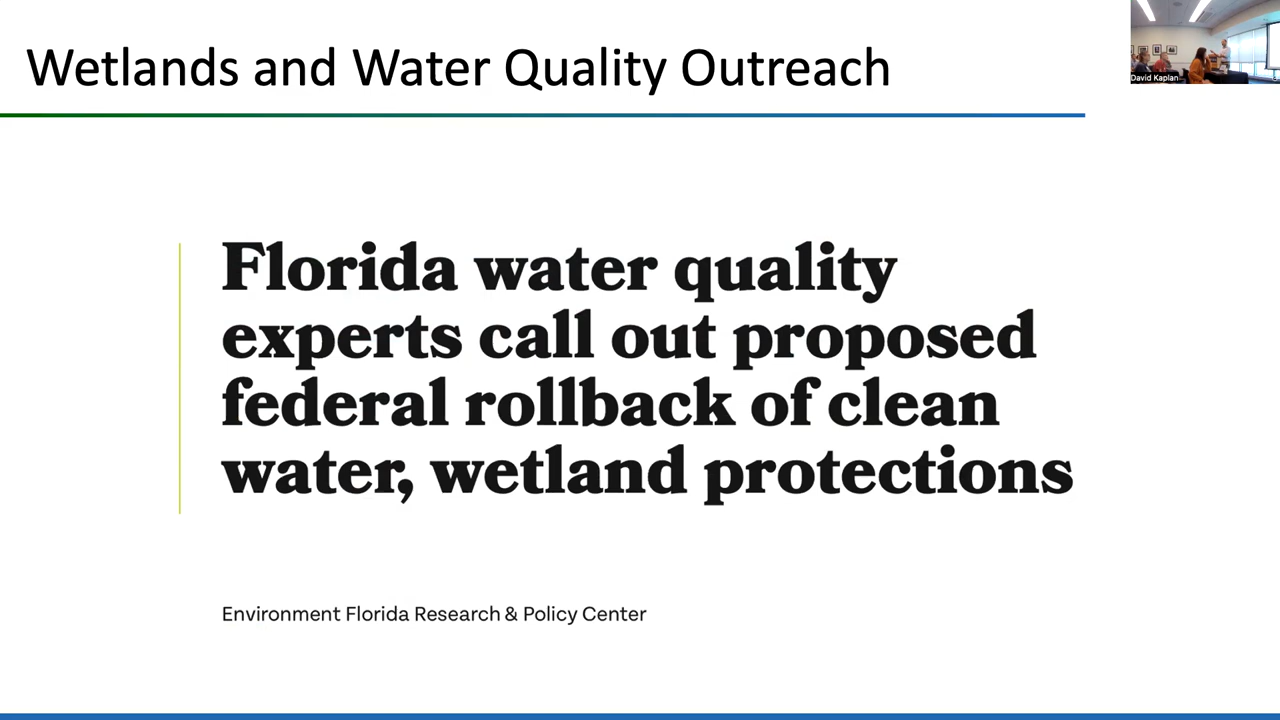 Wetlands and Water Quality Outreach
David Kaplan
Florida water quality
experts call out proposed
federal rollback of clean
water, wetland protections
Environment Florida Research & Policy Center